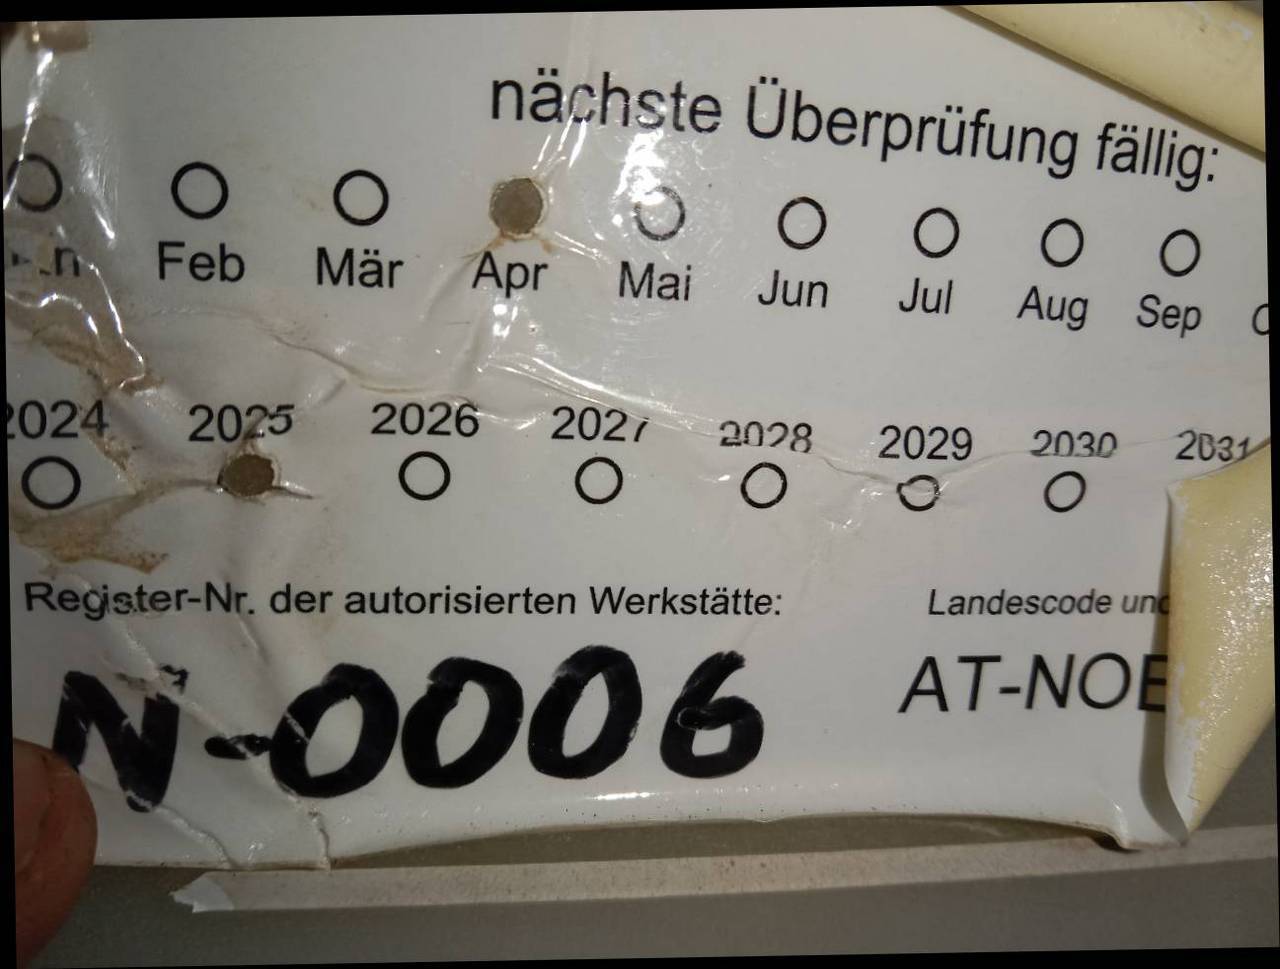 nächste Überprüfung fällig:
Feb Mär Apr Mai Jun Jul Aug Sep
2024 2025 2026 2027 2028 2029 2030 2031
Register-Nr. der autorisierten Werkstätte:
Landescode und
N-0006
AT-NOE